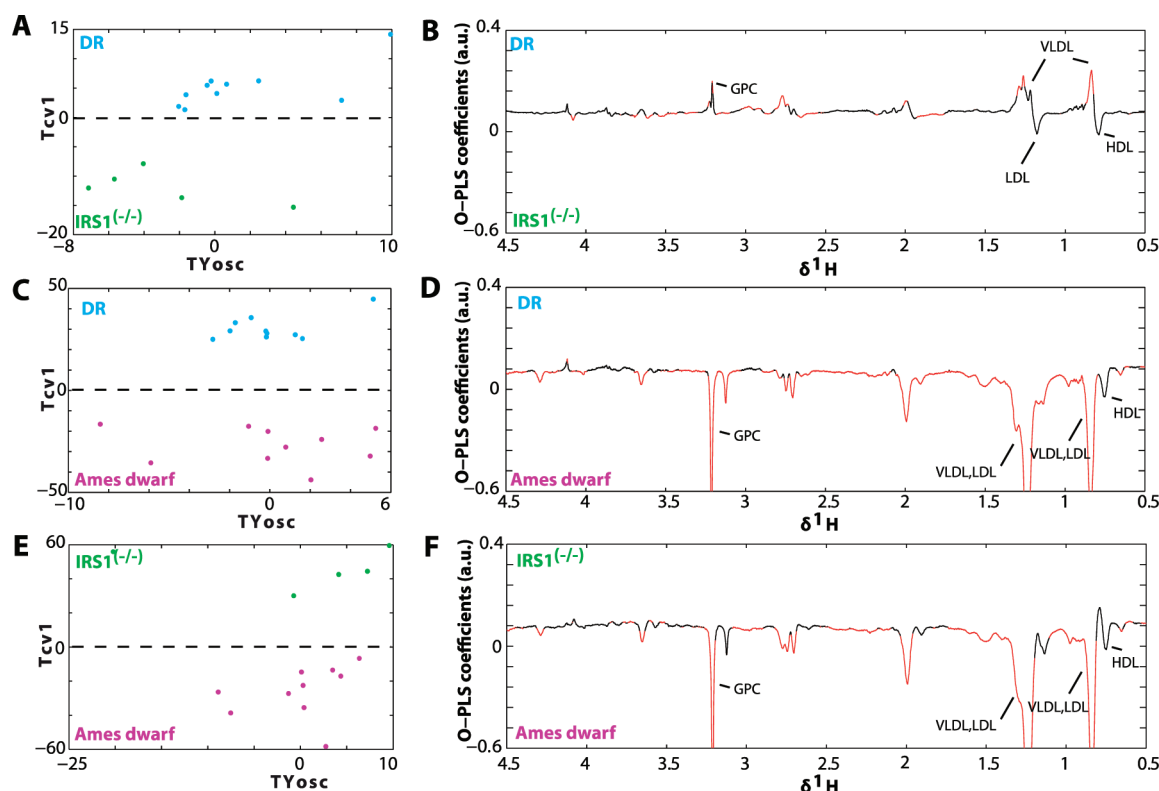 A
15
DR
0
Tcv1
IRS1(-/-)
-20
-8
0
10
TYosc
B
0.4
0
-0.6
O-PLS coefficients (a.u.)
GPC
VLDL
LDL
HDL
IRS1(-/-)
4.5
4
3.5
3
2.5
2
1.5
1
0.5
δ1H
C
50
DR
0
Tcv1
Ames dwarf
-50
-10
0
6
TYosc
D
0.4
DR
0
-0.6
O-PLS coefficients (a.u.)
GPC
VLDL,LDL
VLDL,LDL
HDL
Ames dwarf
4.5
4
3.5
3
2.5
2
1.5
1
0.5
δ1H
E
60
IRS1(-/-)
0
Tcv1
Ames dwarf
-60
-25
0
10
TYosc
F
0.4
IRS1(-/-)
0
-0.6
O-PLS coefficients (a.u.)
GPC
VLDL,LDL
VLDL,LDL
HDL
Ames dwarf
4.5
4
3.5
3
2.5
2
1.5
1
0.5
δ1H